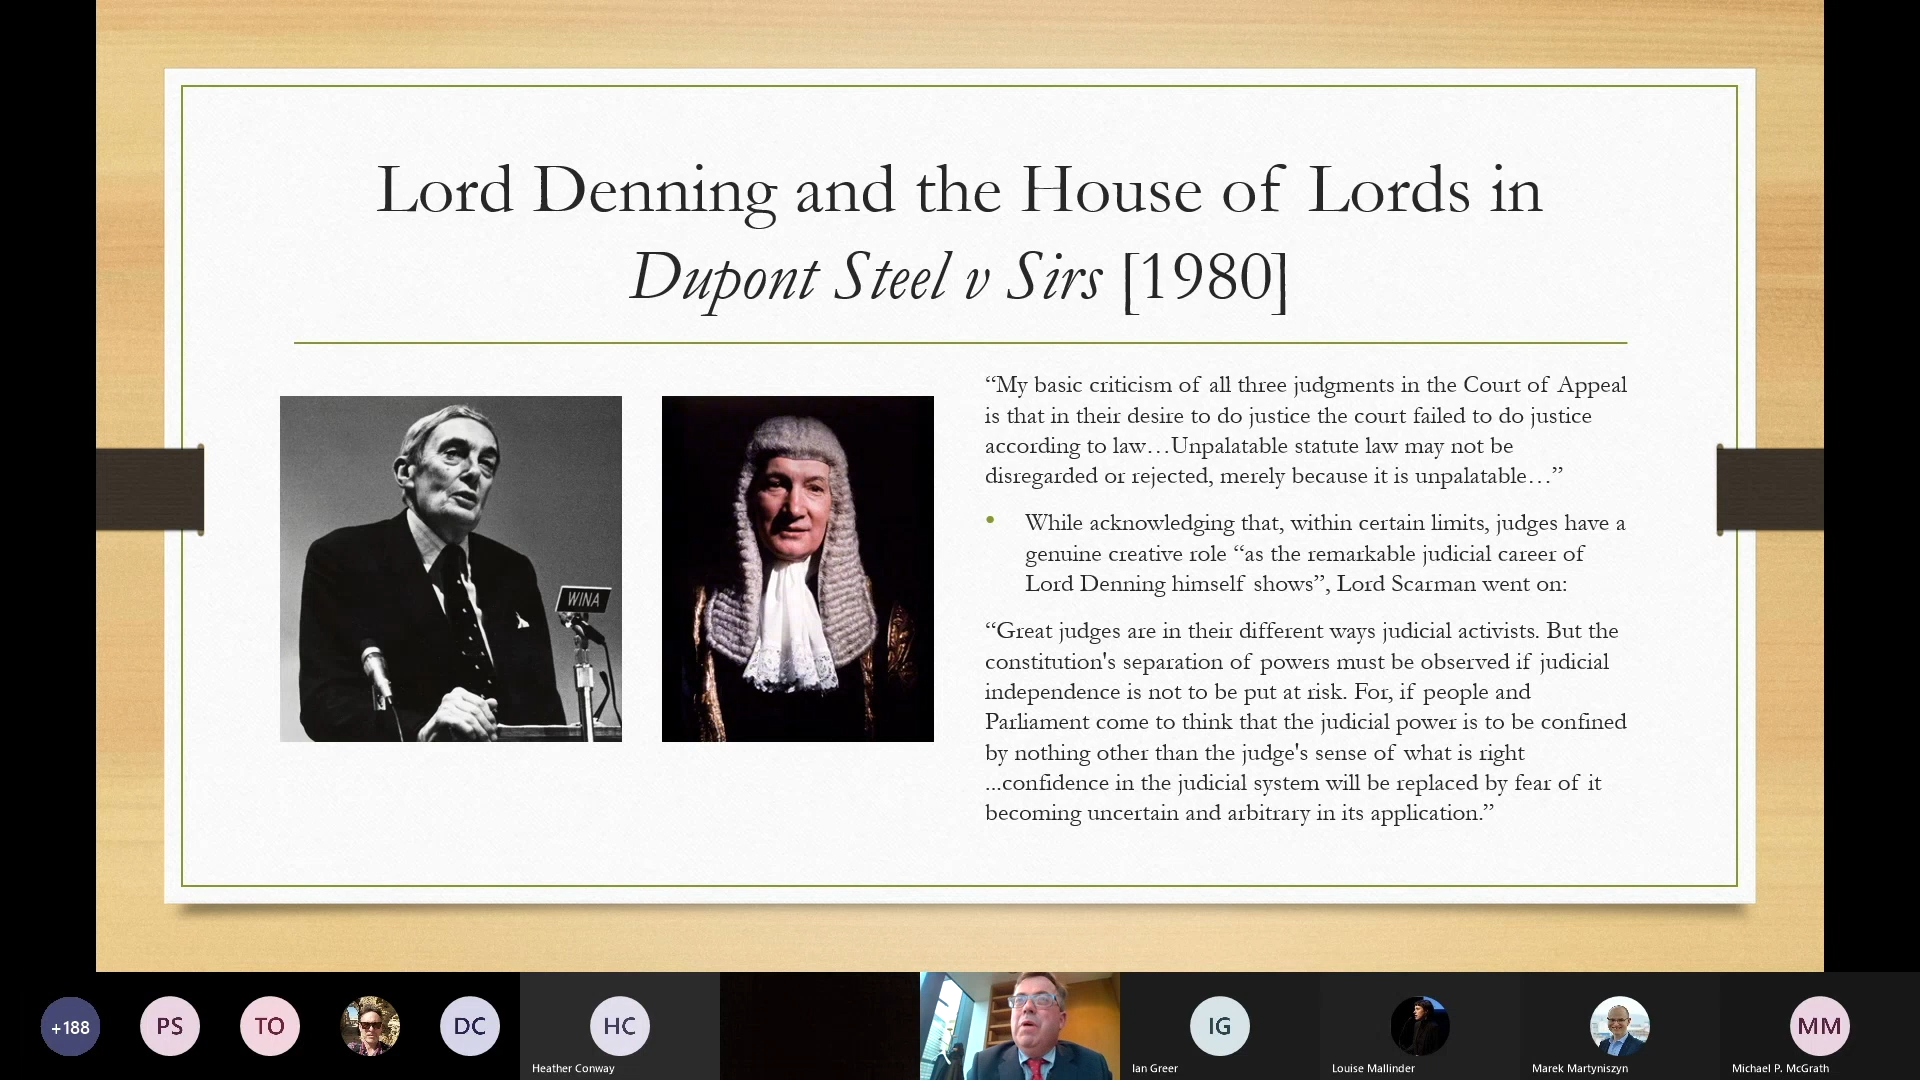 Lord Denning and the House of Lords in
Dupont Steel v Sirs [1980]
WINA
“My basic criticism of all three judgments in the Court of Appeal
is that in their desire to do justice the court failed to do justice
according to law…Unpalatable statute law may not be
disregarded or rejected, merely because it is unpalatable…”
• While acknowledging that, within certain limits, judges have a
genuine creative role “as the remarkable judicial career of
Lord Denning himself shows”, Lord Scarman went on:
“Great judges are in their different ways judicial activists. But the
constitution's separation of powers must be observed if judicial
independence is not to be put at risk. For, if people and
Parliament come to think that the judicial power is to be confined
by nothing other than the judge's sense of what is right
...confidence in the judicial system will be replaced by fear of it
becoming uncertain and arbitrary in its application.”
+188
PS
TO
DC
HC
Heather Conway
IG
Ian Greer
Louise Mallinder
Marek Martyniszyn
MM
Michael P. McGrath